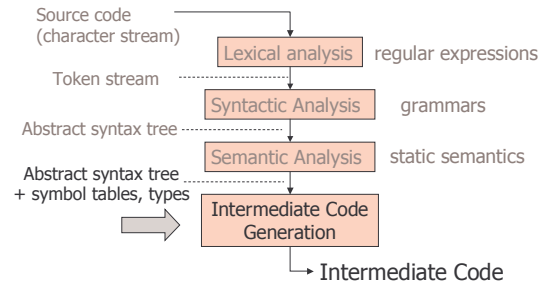 Source code
(character stream)
Lexical analysis
regular expressions
Token stream
Syntactic Analysis
grammars
Abstract syntax tree
Semantic Analysis
static semantics
Abstract syntax tree
+ symbol tables, types
Intermediate Code
Generation
Intermediate Code